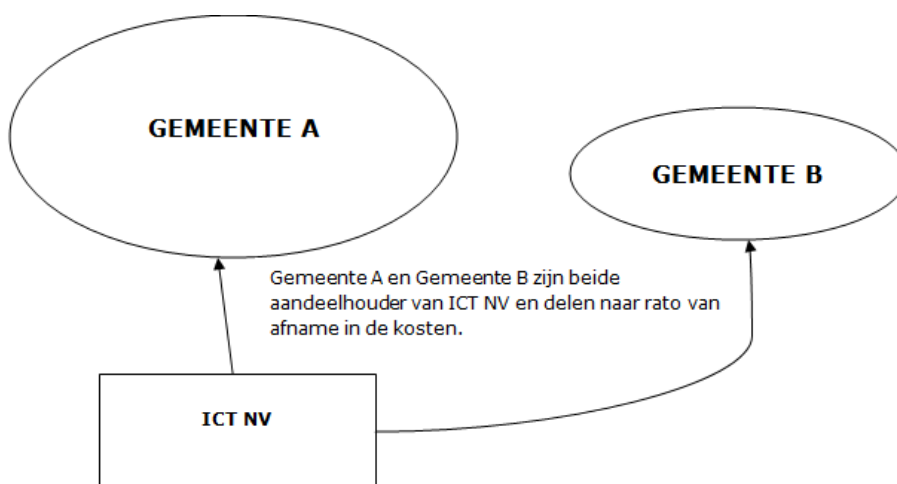 GEMEENTE A
GEMEENTE B
Gemeente A en Gemeente B zijn beide
aandeelhouder van ICT NV en delen naar rato van
afname in de kosten.
ICT NV